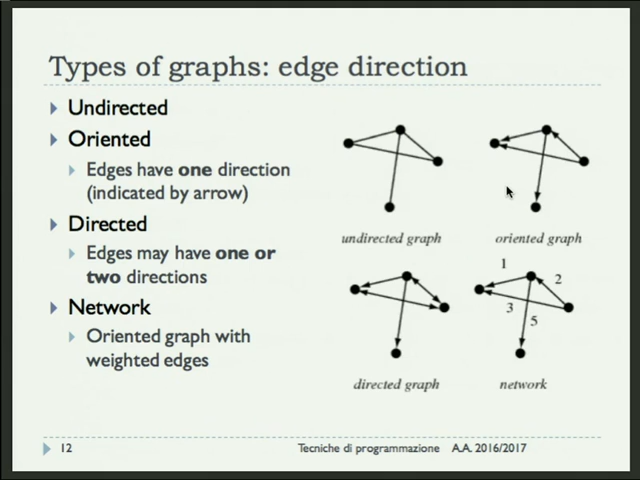 Types of graphs: edge direction
Undirected
Oriented
Edges have one direction
(indicated by arrow)
Directed
Edges may have one or
two directions
Network
Oriented graph with
weighted edges
undirected graph
oriented graph
1
2
3
5
directed graph
network
12
Tecniche di programmazione A.A. 2016/2017